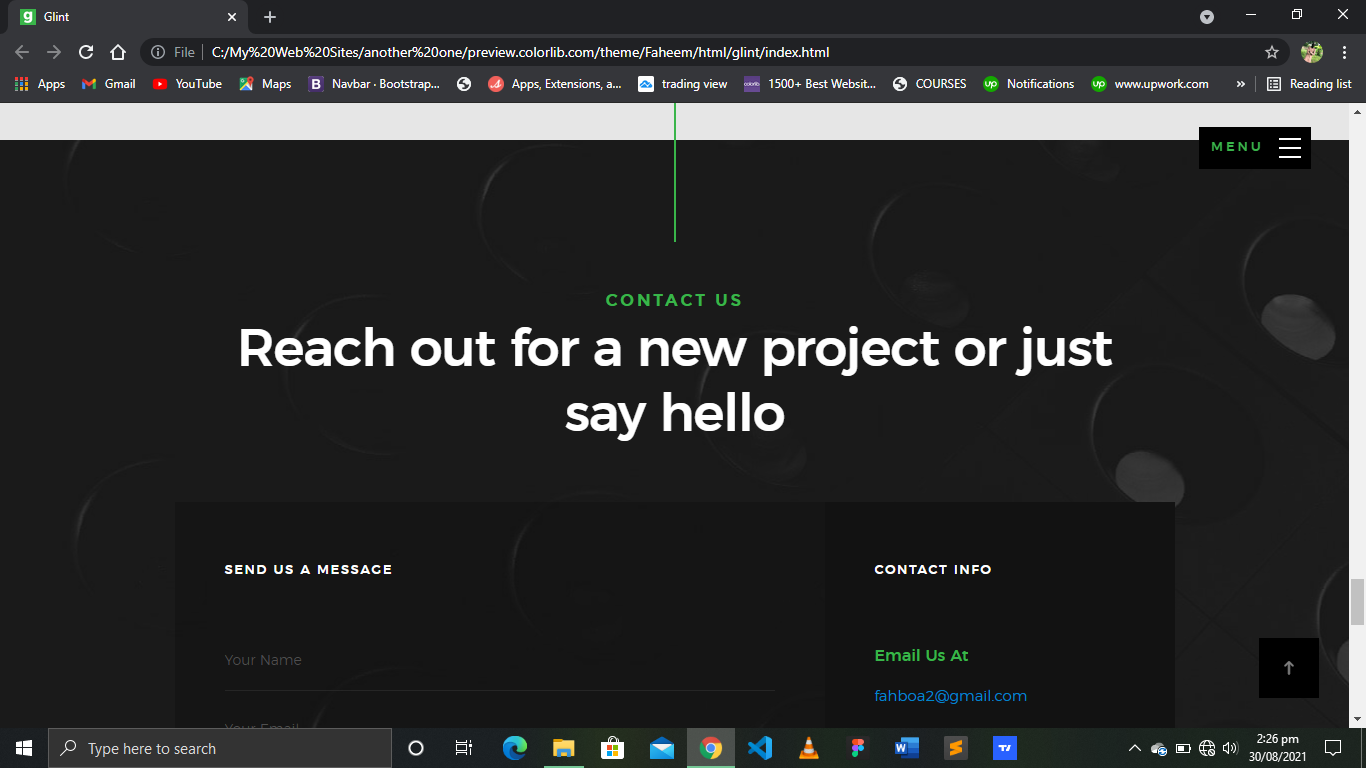 Glint
File
C:/My%20Web%20Sites/another%20one/preview.colorlib.com/theme/Faheem/html/glint/index.html
Apps
Gmail
YouTube
Maps
Navbar · Bootstrap...
Apps, Extensions, a...
trading view
1500+ Best Websit...
COURSES
Notifications
www.upwork.com
»
Reading list
MENU
CONTACT US
Reach out for a new project or just
say hello
SEND US A MESSAGE
CONTACT INFO
Your Name
Email Us At
fahboa2@gmail.com
Your Email
Type here to search
2:26 pm
30/08/2021